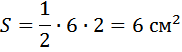 S = 1/2 · 6 · 2 = 6 см²